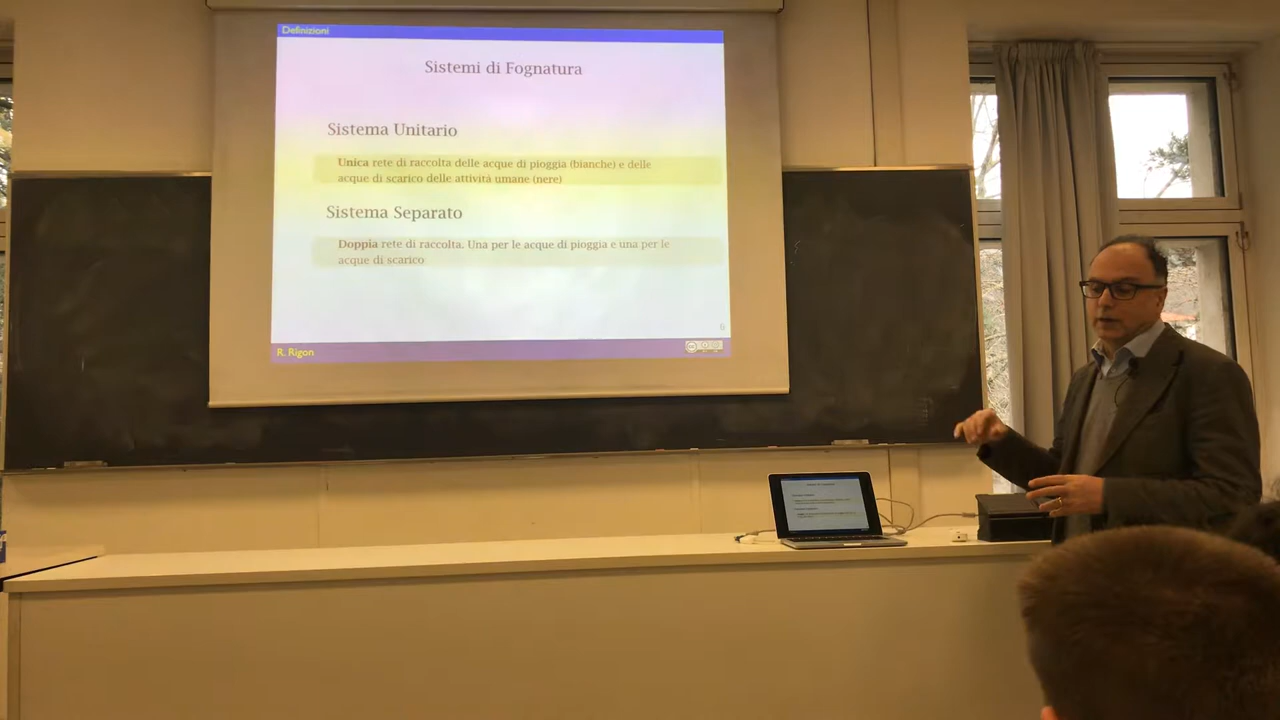 Definizioni
Sistemi di Fognatura
Sistema Unitario
Unica rete di raccolta delle acque di pioggia (bianche) e delle
acque di scarico delle attività umane (nere)
Sistema Separato
Doppia rete di raccolta. Una per le acque di pioggia e una per le
acque di scarico
6
R. Rigon